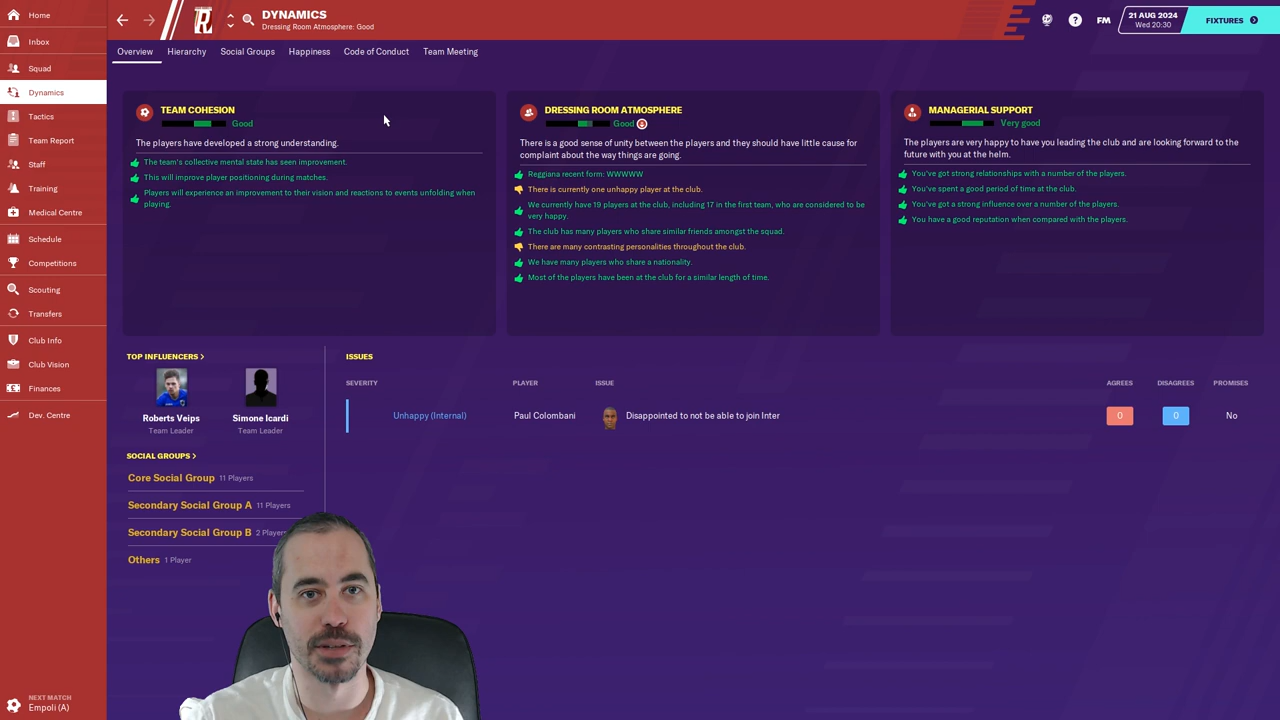 Home
Inbox
Squad
Dynamics
Tactics
Team Report
Staff
Training
Medical Centre
Schedule
Competitions
Scouting
Transfers
Club Info
Club Vision
Finances
Dev. Centre
NEXT MATCH
Empoli (A)
DYNAMICS
Dressing Room Atmosphere: Good
?
FM
21 AUG 2024
Wed 20:30
FIXTURES
Overview
Hierarchy
Social Groups
Happiness
Code of Conduct
Team Meeting
TEAM COHESION
Good
The players have developed a strong understanding.
The team's collective mental state has seen improvement.
This will improve player positioning during matches.
Players will experience an improvement to their vision and reactions to events unfolding when
playing.
DRESSING ROOM ATMOSPHERE
Good
There is a good sense of unity between the players and they should have little cause for
complaint about the way things are going.
Reggiana recent form: WWWWW
There is currently one unhappy player at the club.
We currently have 19 players at the club, including 17 in the first team, who are considered to be
very happy.
The club has many players who share similar friends amongst the squad.
There are many contrasting personalities throughout the club.
We have many players who share a nationality.
Most of the players have been at the club for a similar length of time.
MANAGERIAL SUPPORT
Very good
The players are very happy to have you leading the club and are looking forward to the
future with you at the helm.
You've got strong relationships with a number of the players.
You've spent a good period of time at the club.
You've got a strong influence over a number of the players.
You have a good reputation when compared with the players.
TOP INFLUENCERS >
Roberts Veips
Team Leader
Simone Icardi
Team Leader
SOCIAL GROUPS >
Core Social Group 11 Players
Secondary Social Group A 11 Players
Secondary Social Group B 2 Players
Others 1 Player
ISSUES
SEVERITY PLAYER ISSUE AGREES DISAGREES PROMISES
Unhappy (Internal) Paul Colombani Disappointed to not be able to join Inter 0 0 No